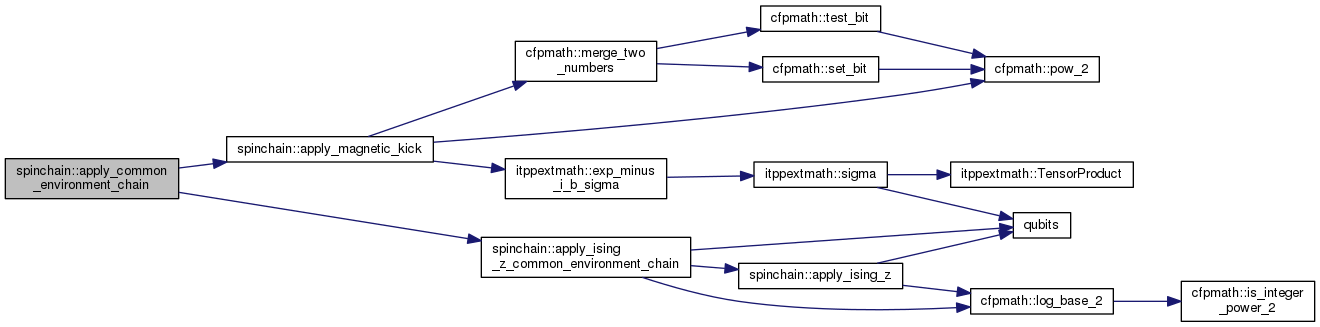 spinchain::apply_common
_environment_chain
spinchain::apply_magnetic_kick
cfpmath::merge_two
_numbers
cfpmath::test_bit
cfpmath::set_bit
cfpmath::pow_2
itppextmath::exp_minus
_i_b_sigma
itppextmath::sigma
itppextmath::TensorProduct
qubits
spinchain::apply_ising
_z_common_environment_chain
spinchain::apply_ising_z
cfpmath::log_base_2
cfpmath::is_integer
_power_2